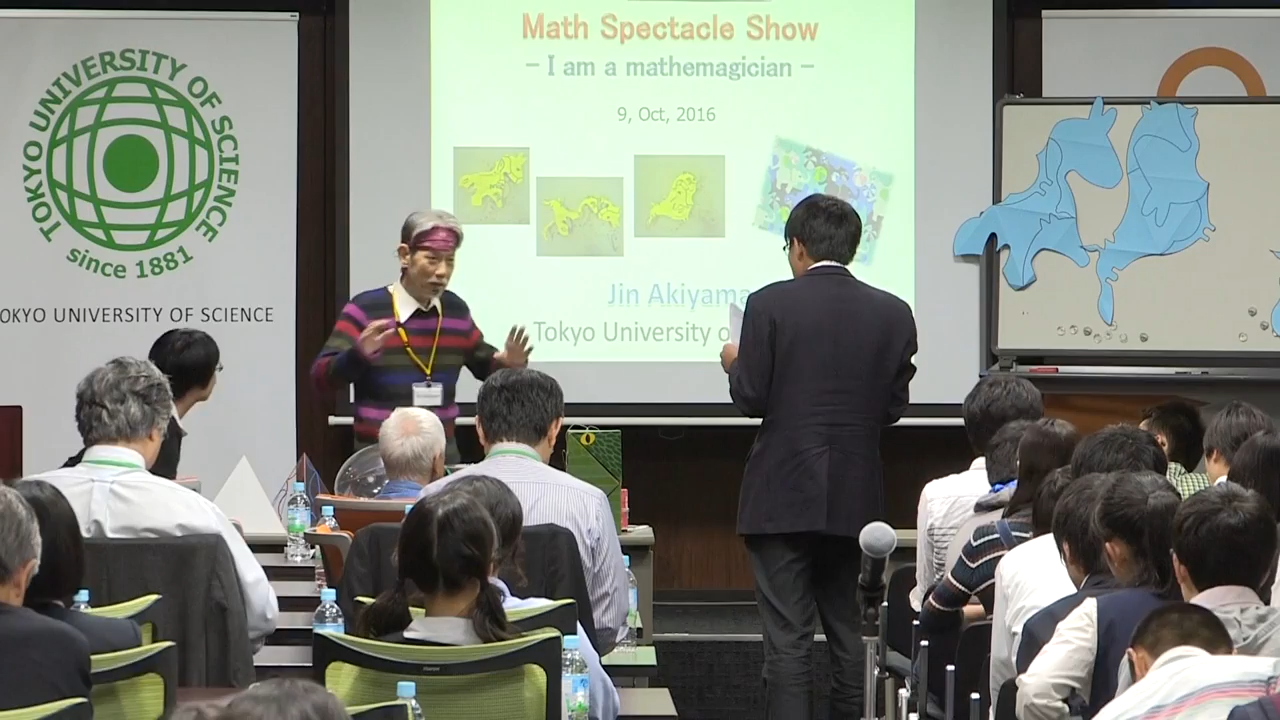 TOKYO UNIVERSITY OF SCIENCE
since 1881
OKYO UNIVERSITY OF SCIENCE
Math Spectacle Show
- I am a mathemagician -
9, Oct, 2016
Jin Akiyama
Tokyo University o